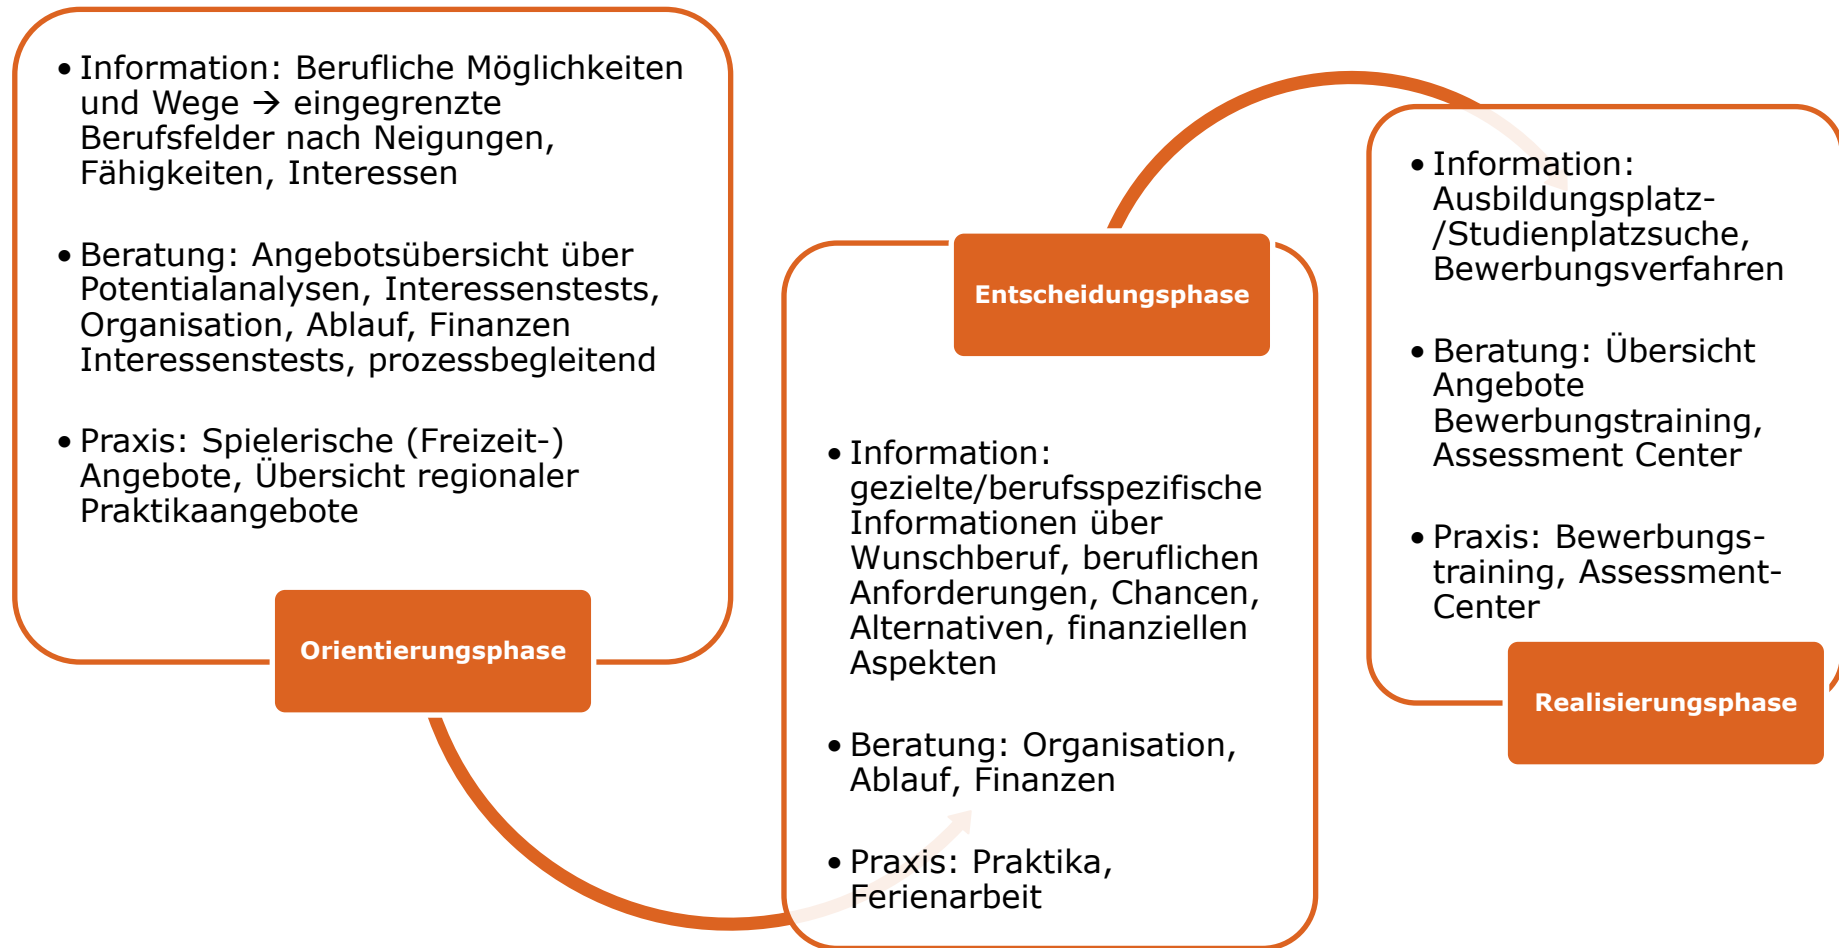 • Information: Berufliche Möglichkeiten
und Wege → eingegrenzte
Berufsfelder nach Neigungen,
Fähigkeiten, Interessen
• Beratung: Angebotsübersicht über
Potentialanalysen, Interessenstests,
Organisation, Ablauf, Finanzen
Interessenstests, prozessbegleitend
• Praxis: Spielerische (Freizeit-)
Angebote, Übersicht regionaler
Praktikaangebote
Orientierungsphase
Entscheidungsphase
• Information:
gezielte/berufsspezifische
Informationen über
Wunschberuf, beruflichen
Anforderungen, Chancen,
Alternativen, finanziellen
Aspekten
• Beratung: Organisation,
Ablauf, Finanzen
• Praxis: Praktika,
Ferienarbeit
• Information:
Ausbildungsplatz-
/Studienplatzsuche,
Bewerbungsverfahren
• Beratung: Übersicht
Angebote
Bewerbungstraining,
Assessment Center
• Praxis: Bewerbungs-
training, Assessment-
Center
Realisierungsphase